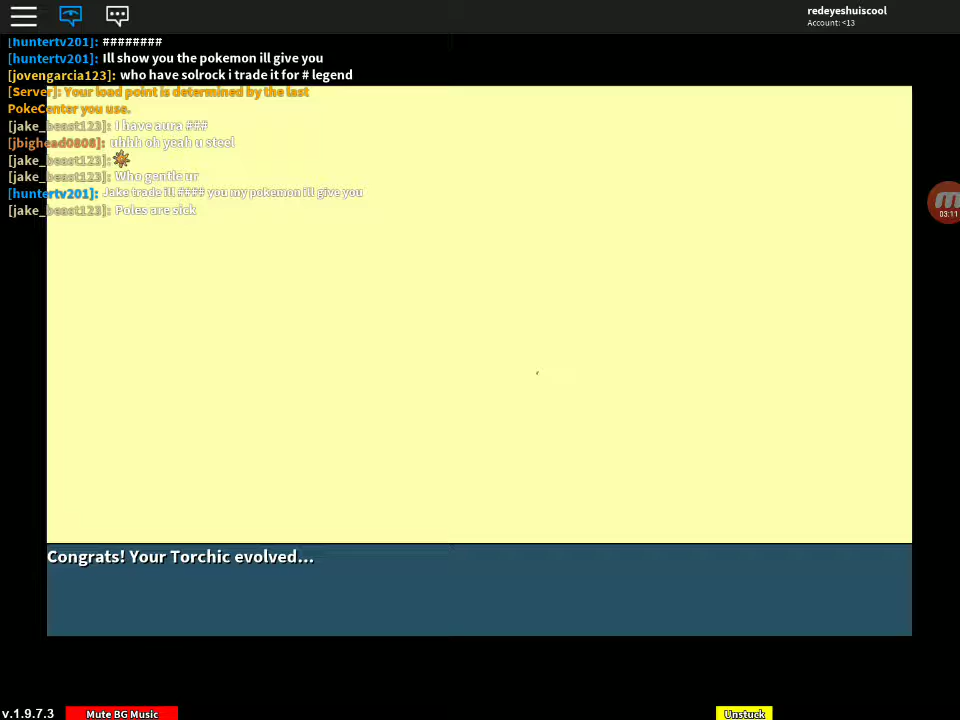 redeyeshuiscool
Account: <13
[huntertv201]: ########
[huntertv201]: Ill show you the pokemon ill give you
[jovengarcia123]: who have solrock i trade it for # legend
[Server]: Your load point is determined by the last
PokeCenter you use.
[jake_beast123]: I have aura ###
[jbighead0808]: uhhh oh yeah u steel
[jake_beast123]:
[jake_beast123]: Who gentle ur
[huntertv201]: Jake trade ill #### you my pokemon ill give you
[jake_beast123]: Poles are sick
03:11
Congrats! Your Torchic evolved...
v.1.9.7.3
Mute BG Music
Unstuck